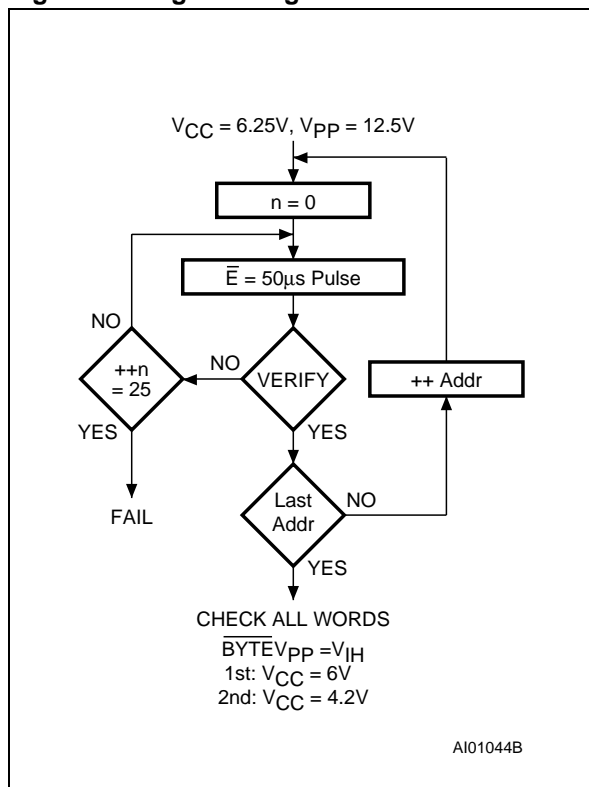 VCC = 6.25V, VPP = 12.5V
n = 0
E̅ = 50μs Pulse
NO
++n
= 25
NO
VERIFY
++ Addr
YES
YES
FAIL
Last
Addr
NO
YES
CHECK ALL WORDS
B̅Y̅T̅E̅VPP =VIH
1st: VCC = 6V
2nd: VCC = 4.2V
AI01044B